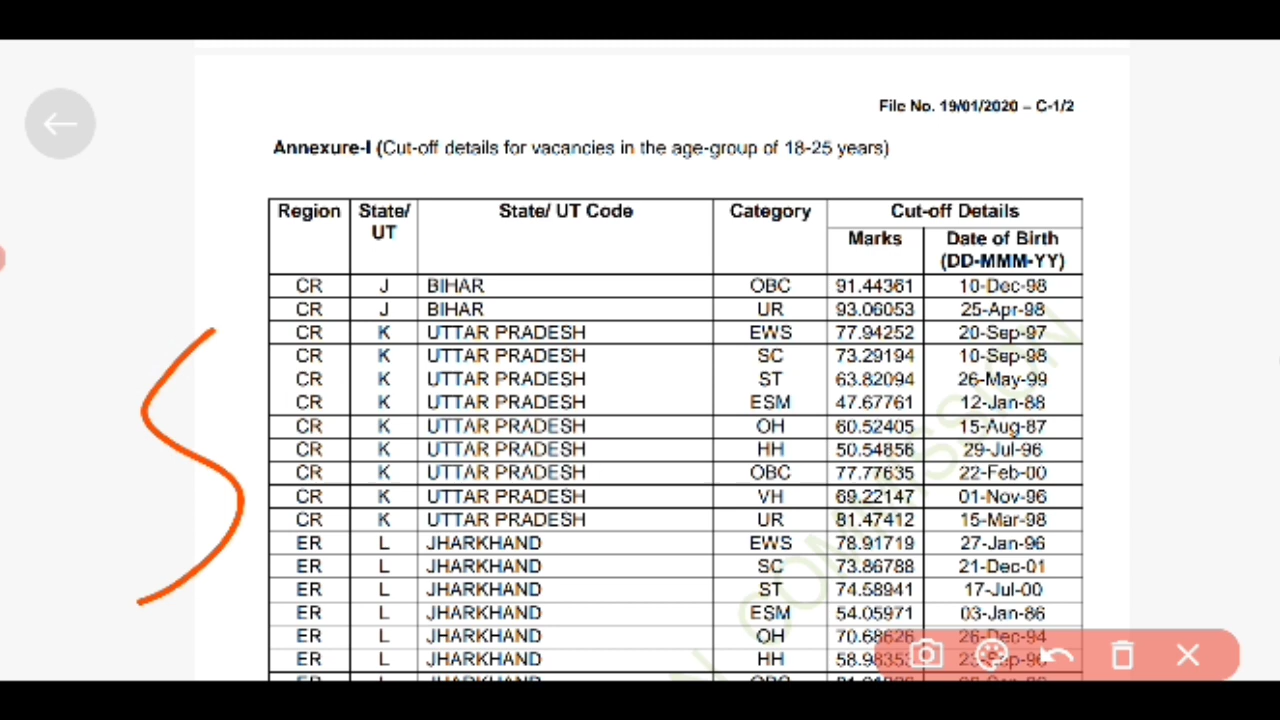 File No. 19/01/2020 – C-1/2
Annexure-I (Cut-off details for vacancies in the age-group of 18-25 years)
Region State/ UT State/ UT Code Category Cut-off Details
Marks Date of Birth (DD-MMM-YY)
CR J BIHAR OBC 91.44361 10-Dec-98
CR J BIHAR UR 93.06053 25-Apr-98
CR K UTTAR PRADESH EWS 77.94252 20-Sep-97
CR K UTTAR PRADESH SC 73.29194 10-Sep-98
CR K UTTAR PRADESH ST 63.82094 26-May-99
CR K UTTAR PRADESH ESM 47.67761 12-Jan-88
CR K UTTAR PRADESH OH 60.52405 15-Aug-87
CR K UTTAR PRADESH HH 50.54856 29-Jul-96
CR K UTTAR PRADESH OBC 77.77635 22-Feb-00
CR K UTTAR PRADESH VH 69.22147 01-Nov-96
CR K UTTAR PRADESH UR 81.47412 15-Mar-98
ER L JHARKHAND EWS 78.91719 27-Jan-96
ER L JHARKHAND SC 73.86788 21-Dec-01
ER L JHARKHAND ST 74.58941 17-Jul-00
ER L JHARKHAND ESM 54.05971 03-Jan-86
ER L JHARKHAND OH 70.68626 26-Dec-94
ER L JHARKHAND HH